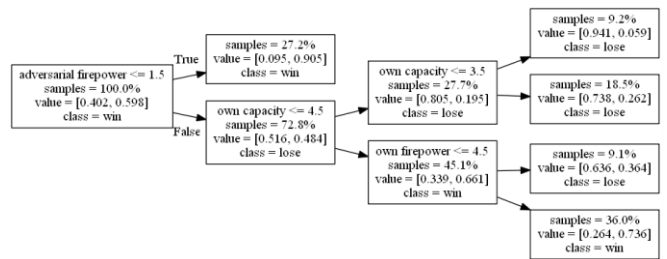 adversarial firepower <= 1.5
samples = 100.0%
value = [0.402, 0.598]
class = win
True
False
samples = 27.2%
value = [0.095, 0.905]
class = win
own capacity <= 4.5
samples = 72.8%
value = [0.516, 0.484]
class = lose
own capacity <= 3.5
samples = 27.7%
value = [0.805, 0.195]
class = lose
own firepower <= 4.5
samples = 45.1%
value = [0.339, 0.661]
class = win
samples = 9.2%
value = [0.941, 0.059]
class = lose
samples = 18.5%
value = [0.738, 0.262]
class = lose
samples = 9.1%
value = [0.636, 0.364]
class = lose
samples = 36.0%
value = [0.264, 0.736]
class = win